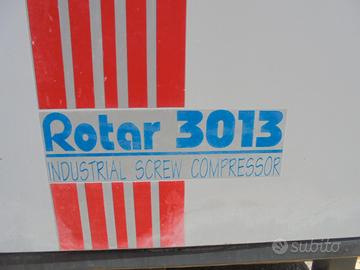 Rotar 3013
INDUSTRIAL SCREW COMPRESSOR
subito